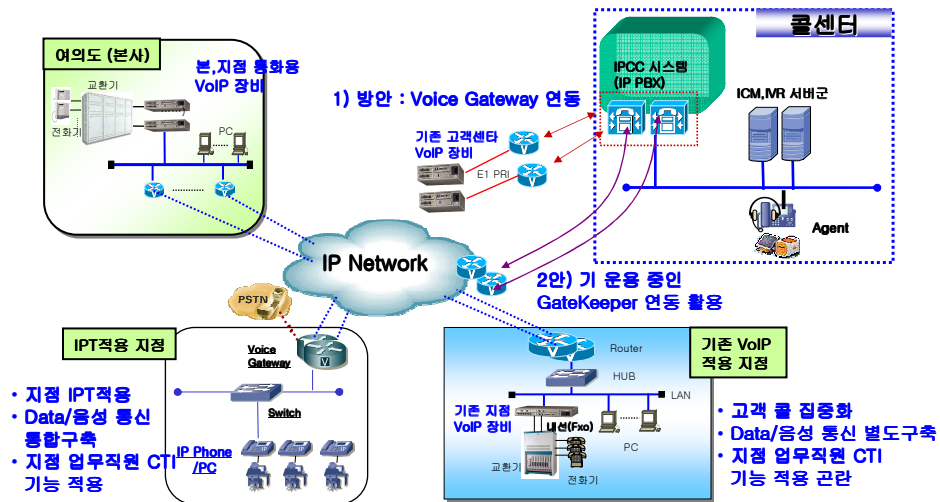 여의도 (본사)
본,지점 통화용
VoIP 장비
교환기
전화기
PC
콜센터
IPCC 시스템
(IP PBX)
ICM,IVR 서버군
Agent
1) 방안 : Voice Gateway 연동
기존 고객센타
VoIP 장비
E1 PRI
V
V
IP Network
2안) 기 운용 중인
GateKeeper 연동 활용
PSTN
IPT적용 지점
Voice
Gateway
V
Switch
IP Phone
/PC
• 지점 IPT적용
• Data/음성 통신
통합구축
• 지점 업무직원 CTI
기능 적용
기존 VoIP
적용 지점
Router
HUB
LAN
기존 지점
VoIP 장비
내선(Fxo)
PC
교환기
전화기
• 고객 콜 집중화
• Data/음성 통신 별도구축
• 지점 업무직원 CTI
기능 적용 곤란